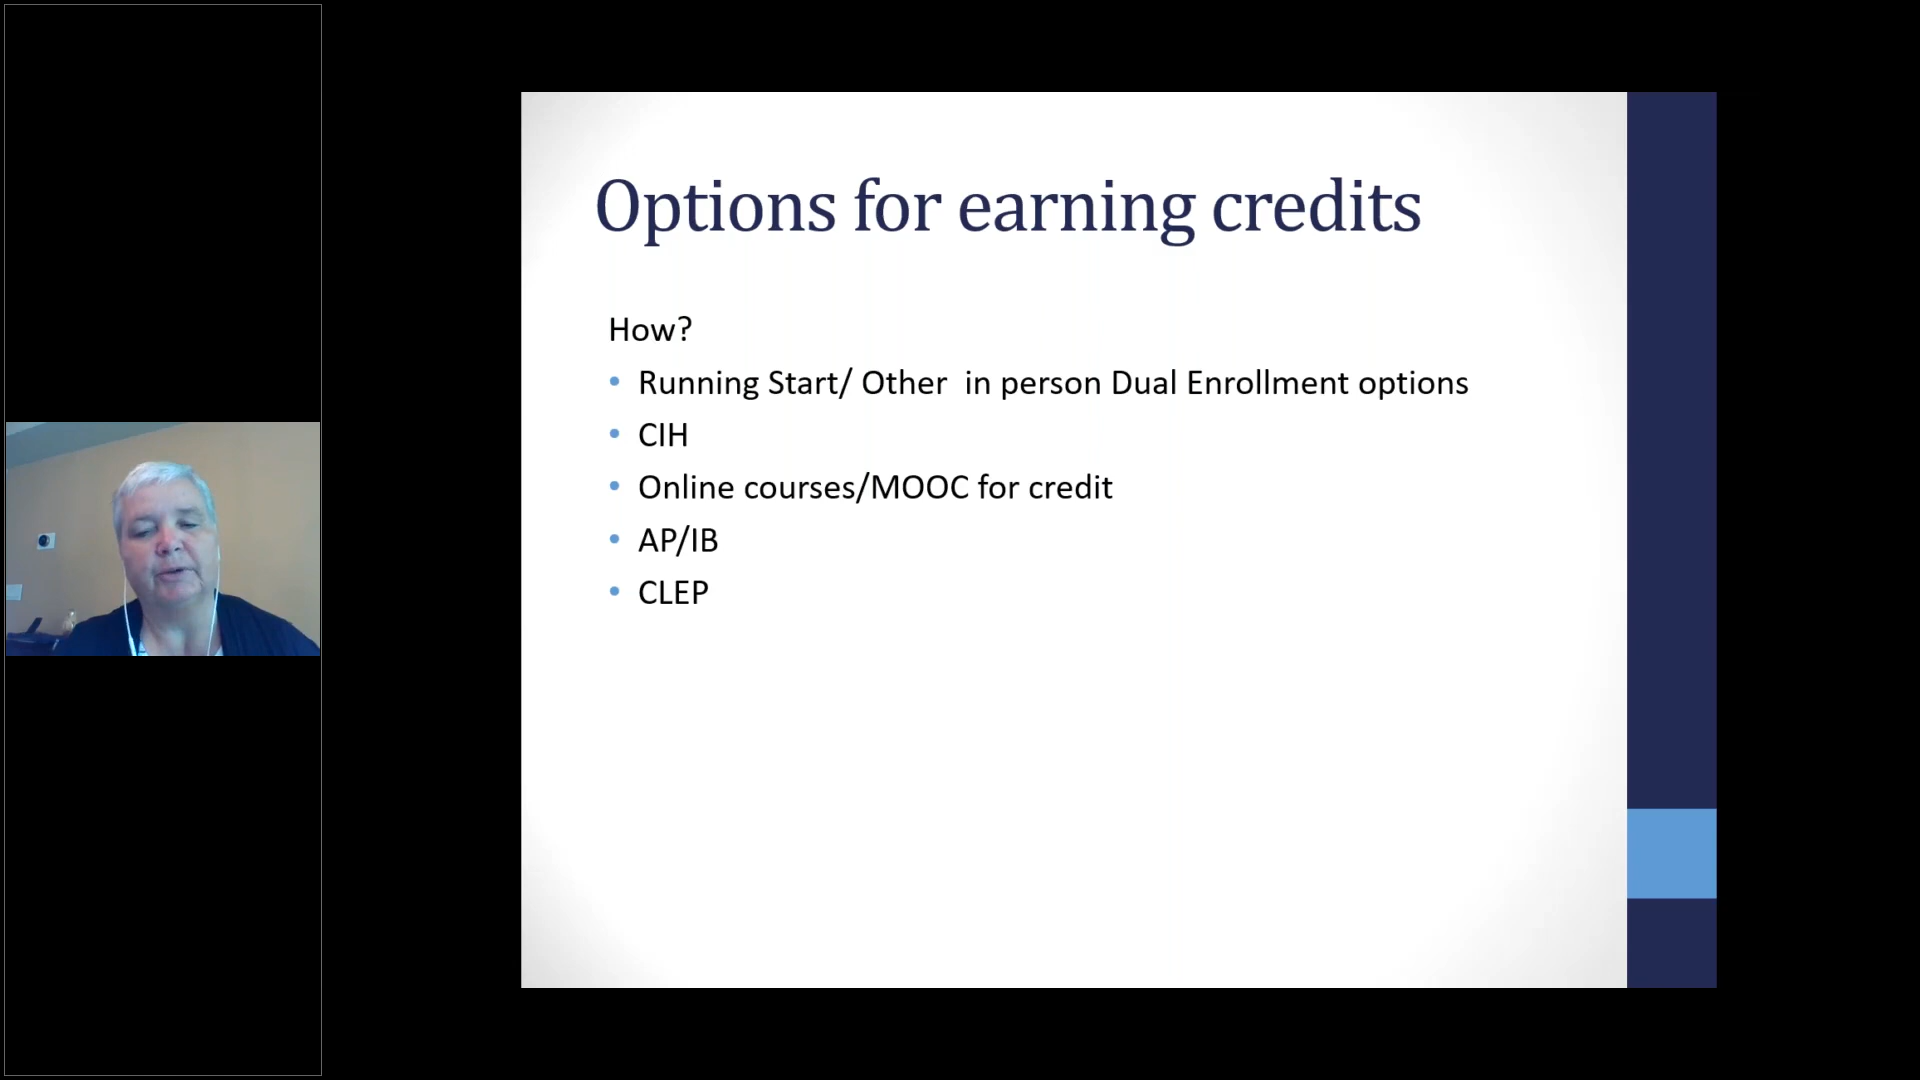 Options for earning credits
How?
• Running Start/ Other  in person Dual Enrollment options
• CIH
• Online courses/MOOC for credit
• AP/IB
• CLEP